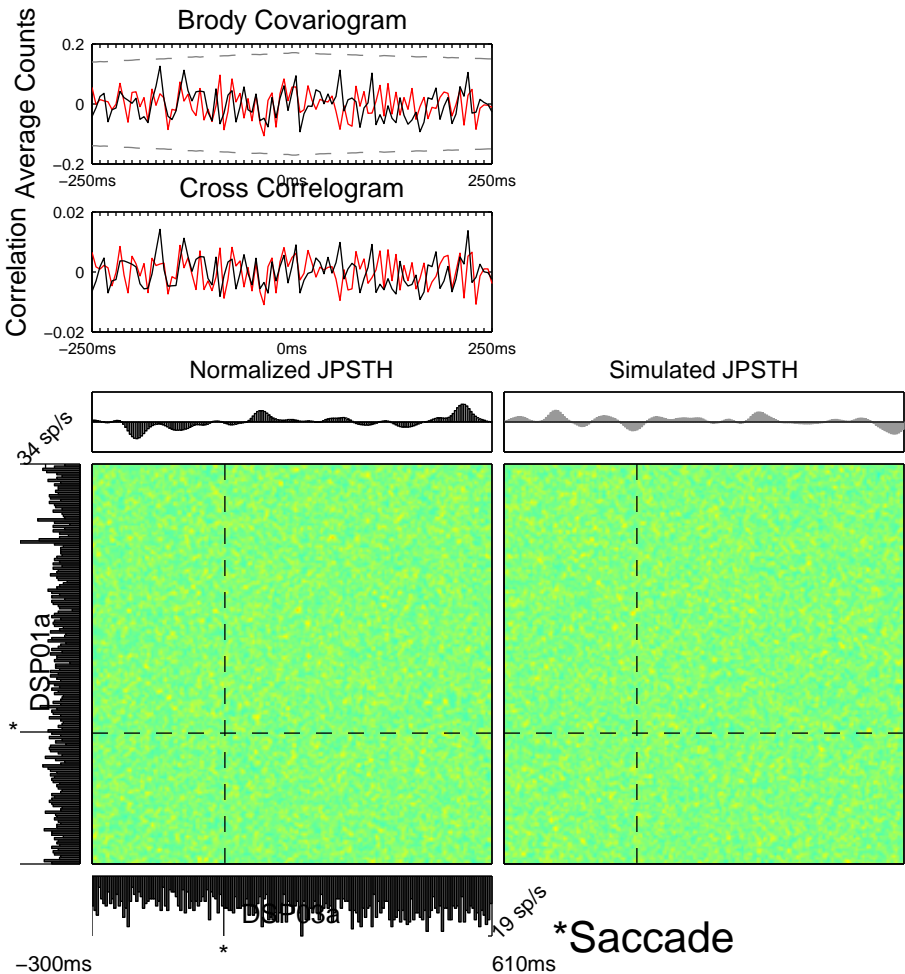 Brody Covariogram
Average Counts
0.2
0
−0.2
−250ms
0ms
250ms
Cross Correlogram
Correlation
0.02
0
−0.02
−250ms
0ms
250ms
Normalized JPSTH
Simulated JPSTH
34 sp/s
DSP01a
*
DSP03a
19 sp/s
*
*Saccade
−300ms
610ms